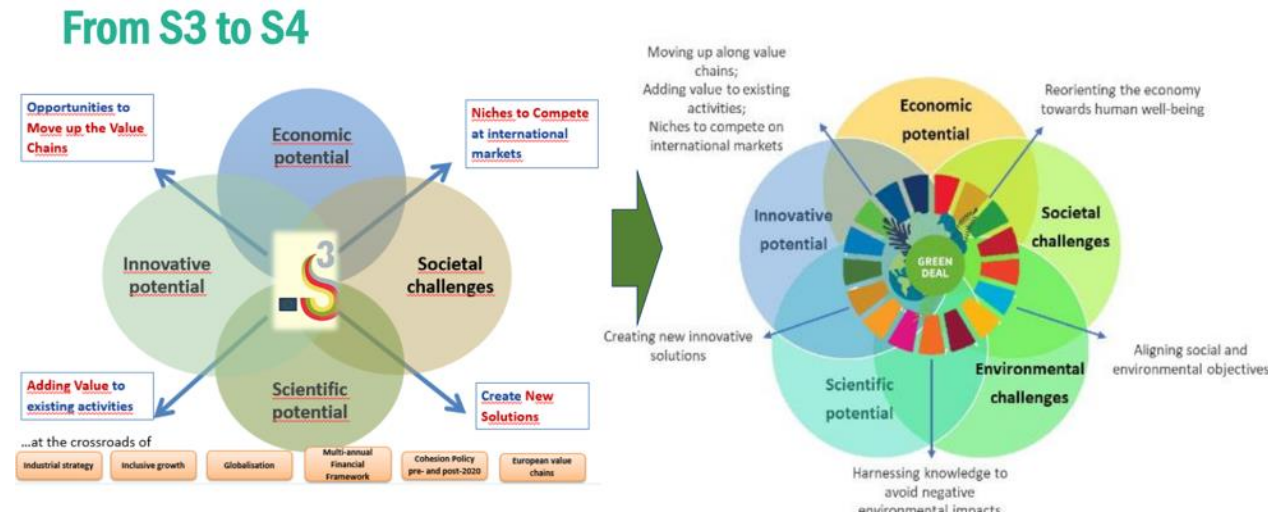 From S3 to S4
Opportunities to
Move up the Value
Chains
Economic
potential
Niches to Compete
at international
markets
Innovative
potential
3
S
Societal
challenges
Adding Value to
existing activities
Scientific
potential
Create New
Solutions
...at the crossroads of
Industrial strategy
Inclusive growth
Globalisation
Multi-annual
Financial
Framework
Cohesion Policy
pre- and post-2020
European value
chains
Moving up along value
chains;
Adding value to existing
activities;
Niches to compete on
international markets
Economic
potential
Reorienting the economy
towards human well-being
Innovative
potential
Societal
challenges
GREEN
DEAL
Creating new innovative
solutions
Scientific
potential
Environmental
challenges
Aligning social and
environmental objectives
Harnessing knowledge to
avoid negative
environmental impacts